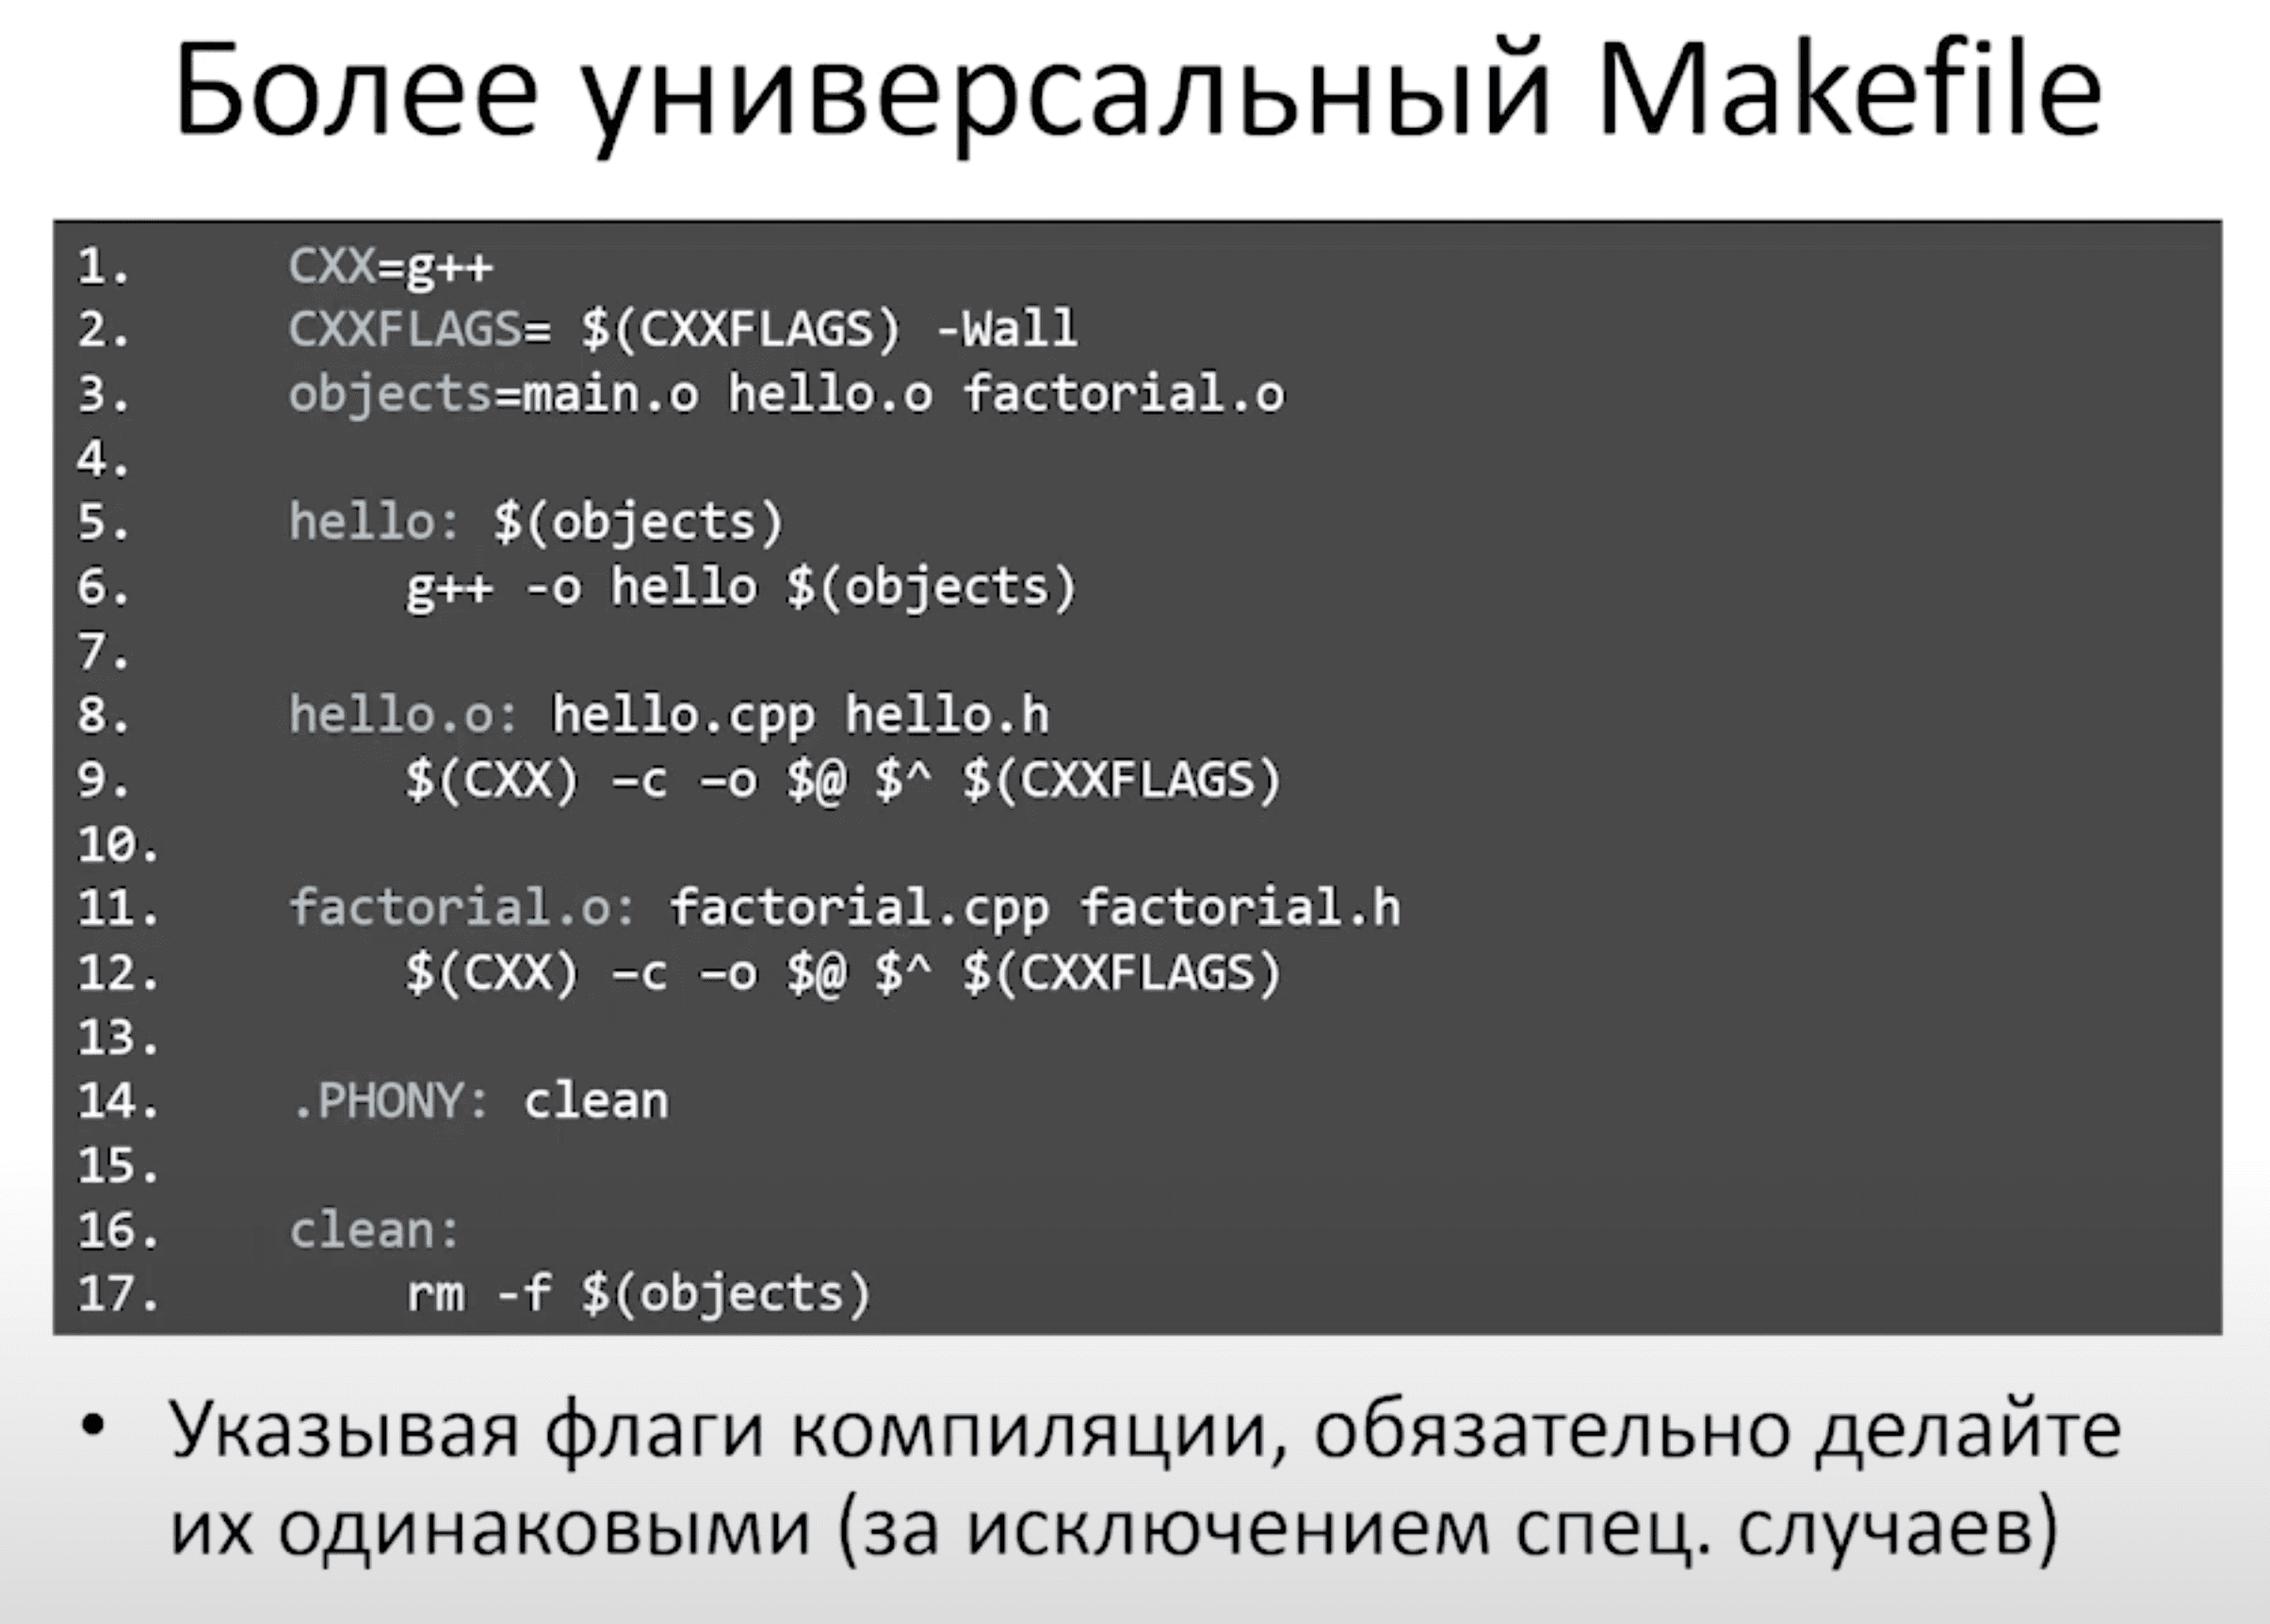 Более универсальный Makefile
1. CXX=g++
2. CXXFLAGS= $(CXXFLAGS) -Wall
3. objects=main.o hello.o factorial.o
4.
5. hello: $(objects)
6. g++ -o hello $(objects)
7.
8. hello.o: hello.cpp hello.h
9. $(CXX) –c –o $@ $^ $(CXXFLAGS)
10.
11. factorial.o: factorial.cpp factorial.h
12. $(CXX) –c –o $@ $^ $(CXXFLAGS)
13.
14. .PHONY: clean
15.
16. clean:
17. rm -f $(objects)
• Указывая флаги компиляции, обязательно делайте
их одинаковыми (за исключением спец. случаев)